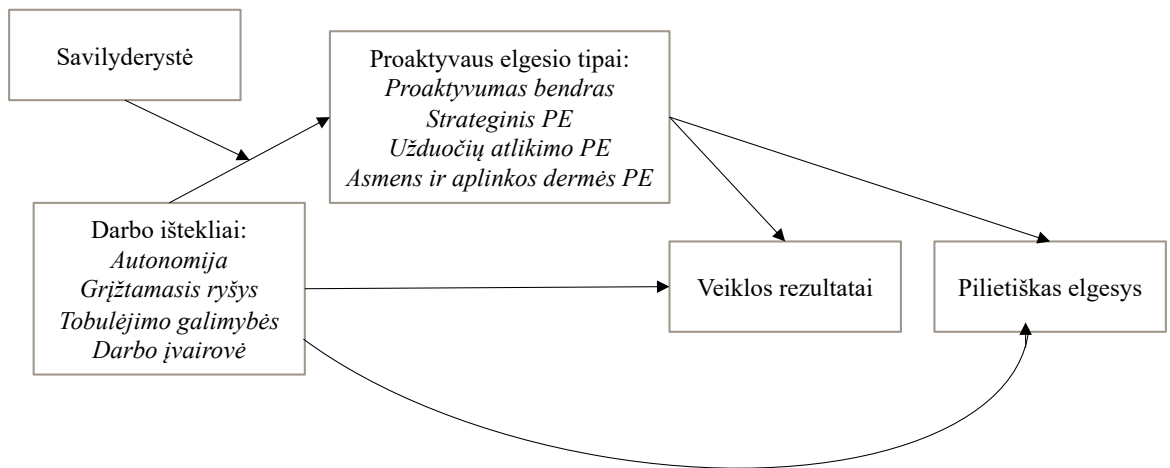 Savilyderystė
Proaktyvaus elgesio tipai:
Proaktyvumas bendras
Strateginis PE
Užduočių atlikimo PE
Asmens ir aplinkos dermės PE
Darbo ištekliai:
Autonomija
Grįžtamasis ryšys
Tobulėjimo galimybės
Darbo įvairovė
Veiklos rezultatai
Pilietiškas elgesys